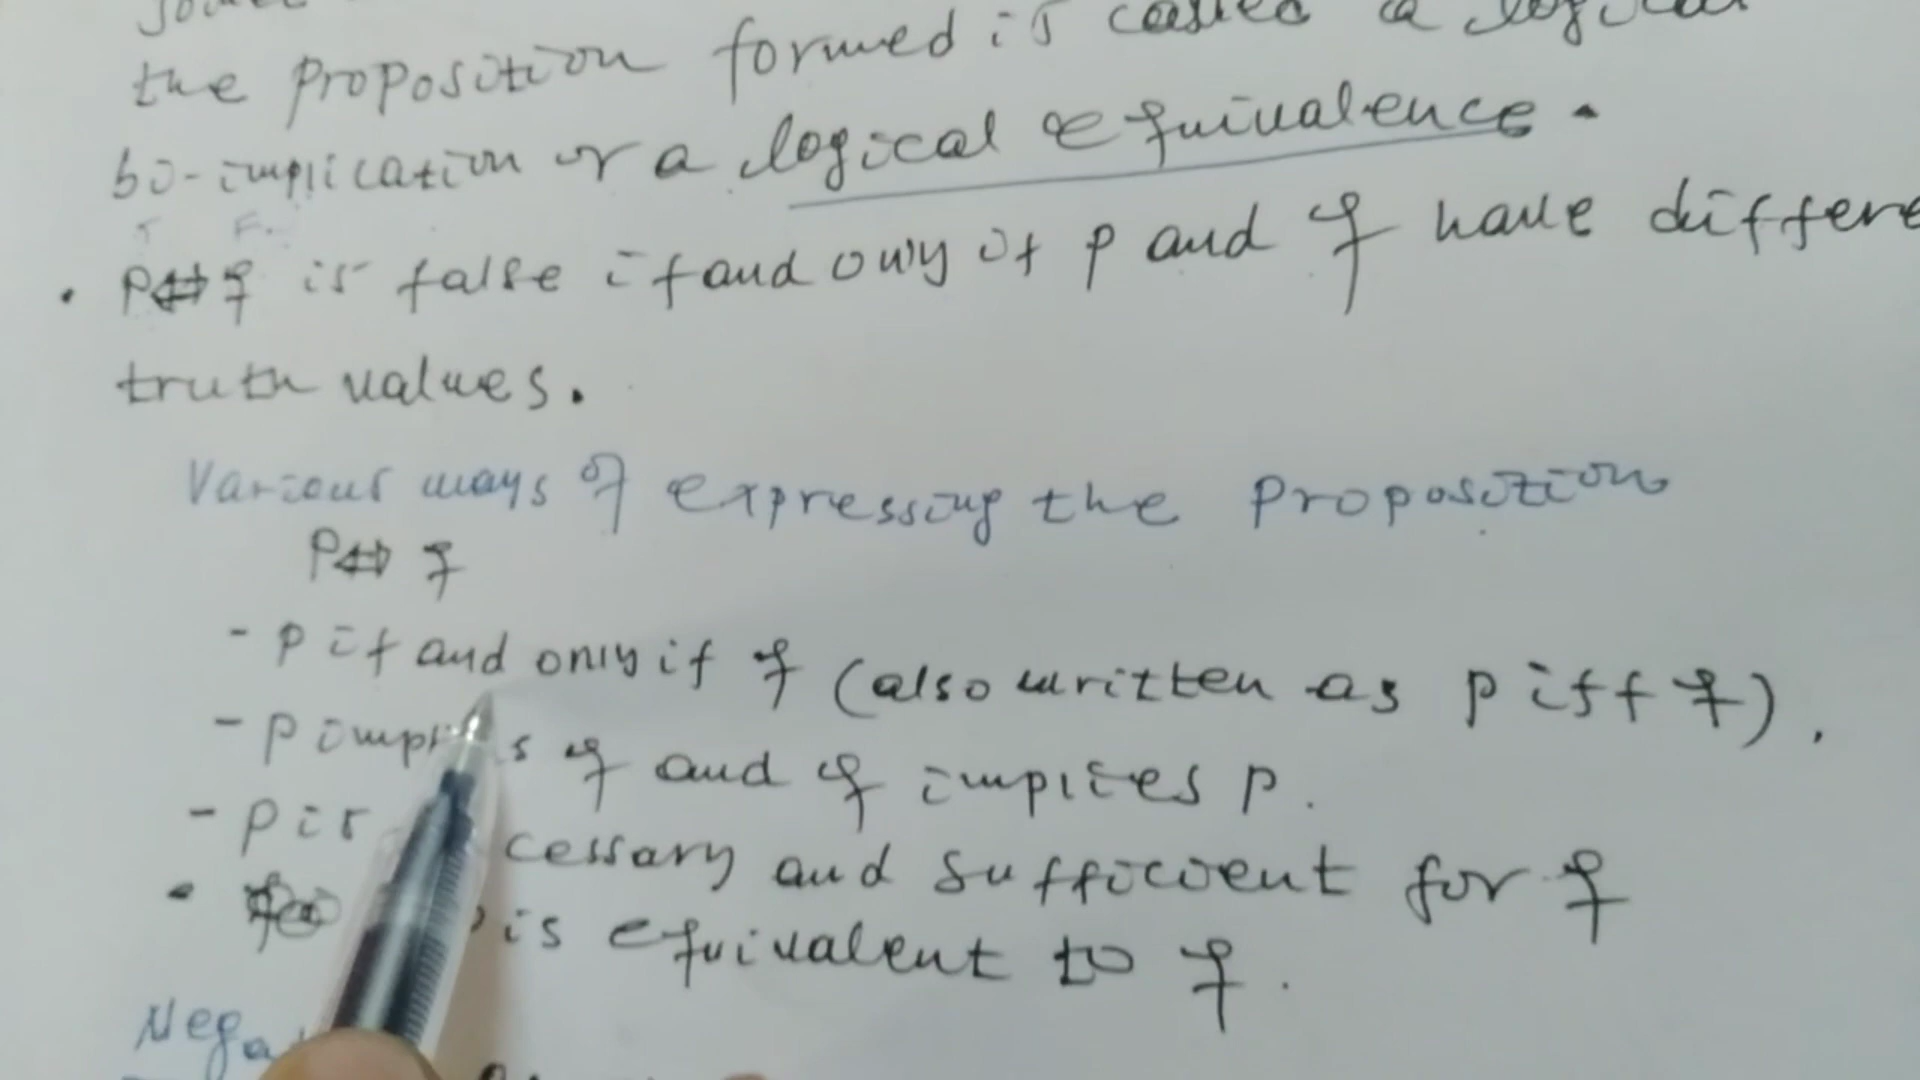 the proposition formed is called a logical
bi-implication or a logical equivalence.
T F.
• p⇔q is false if and only if p and q have differe
truth values.
Various ways of expressing the proposition
p⇔q
- p if and only if q (also written as p iff q).
- p implies q and q implies p.
- p is cessary and sufficient for q
• p is equivalent to q.
Nega